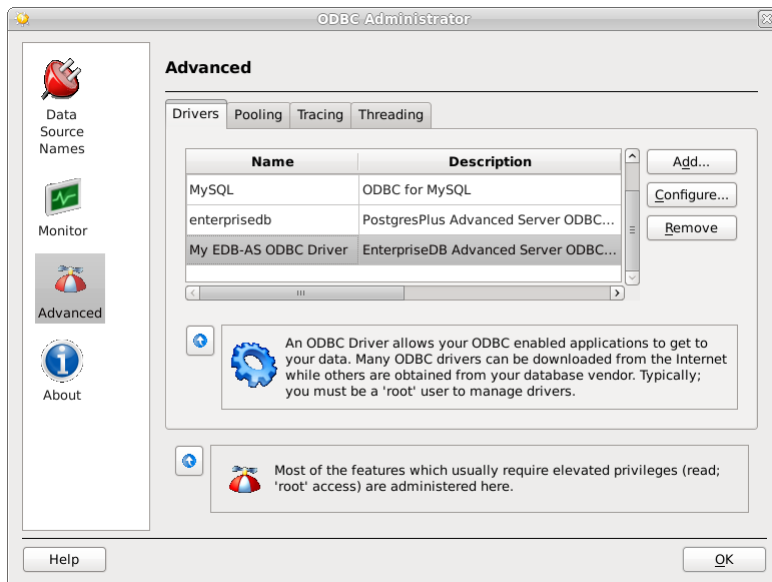 ODBC Administrator
Data
Source
Names
Monitor
Advanced
About
Advanced
Drivers Pooling Tracing Threading
Name Description
MySQL ODBC for MySQL
enterprisedb PostgresPlus Advanced Server ODBC...
My EDB-AS ODBC Driver EnterpriseDB Advanced Server ODBC...
Add...
Configure...
Remove
An ODBC Driver allows your ODBC enabled applications to get to
your data. Many ODBC drivers can be downloaded from the Internet
while others are obtained from your database vendor. Typically;
you must be a 'root' user to manage drivers.
Most of the features which usually require elevated privileges (read;
'root' access) are administered here.
Help
OK